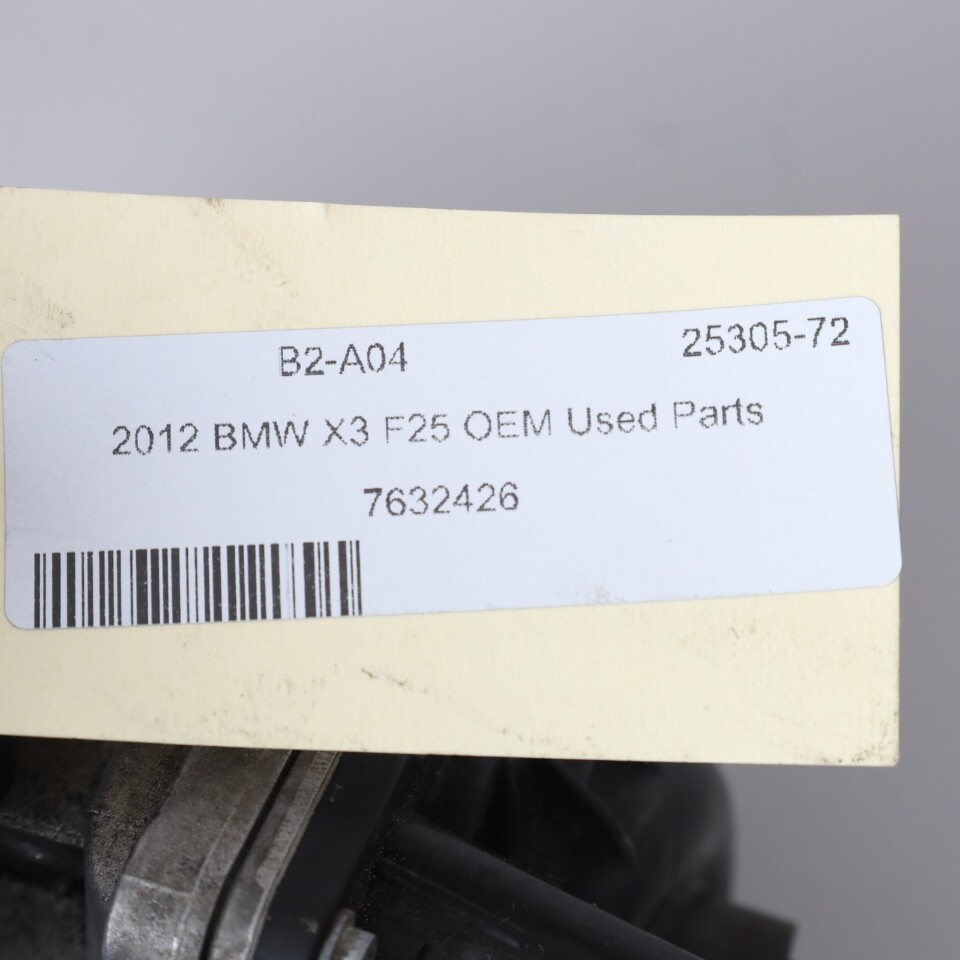 B2-A04 25305-72
2012 BMW X3 F25 OEM Used Parts
7632426